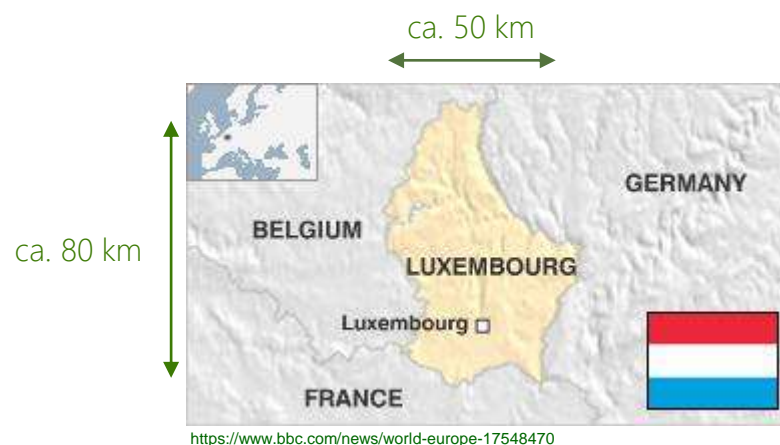 ca. 50 km
GERMANY
BELGIUM
ca. 80 km
LUXEMBOURG
Luxembourg
FRANCE
https://www.bbc.com/news/world-europe-17548470